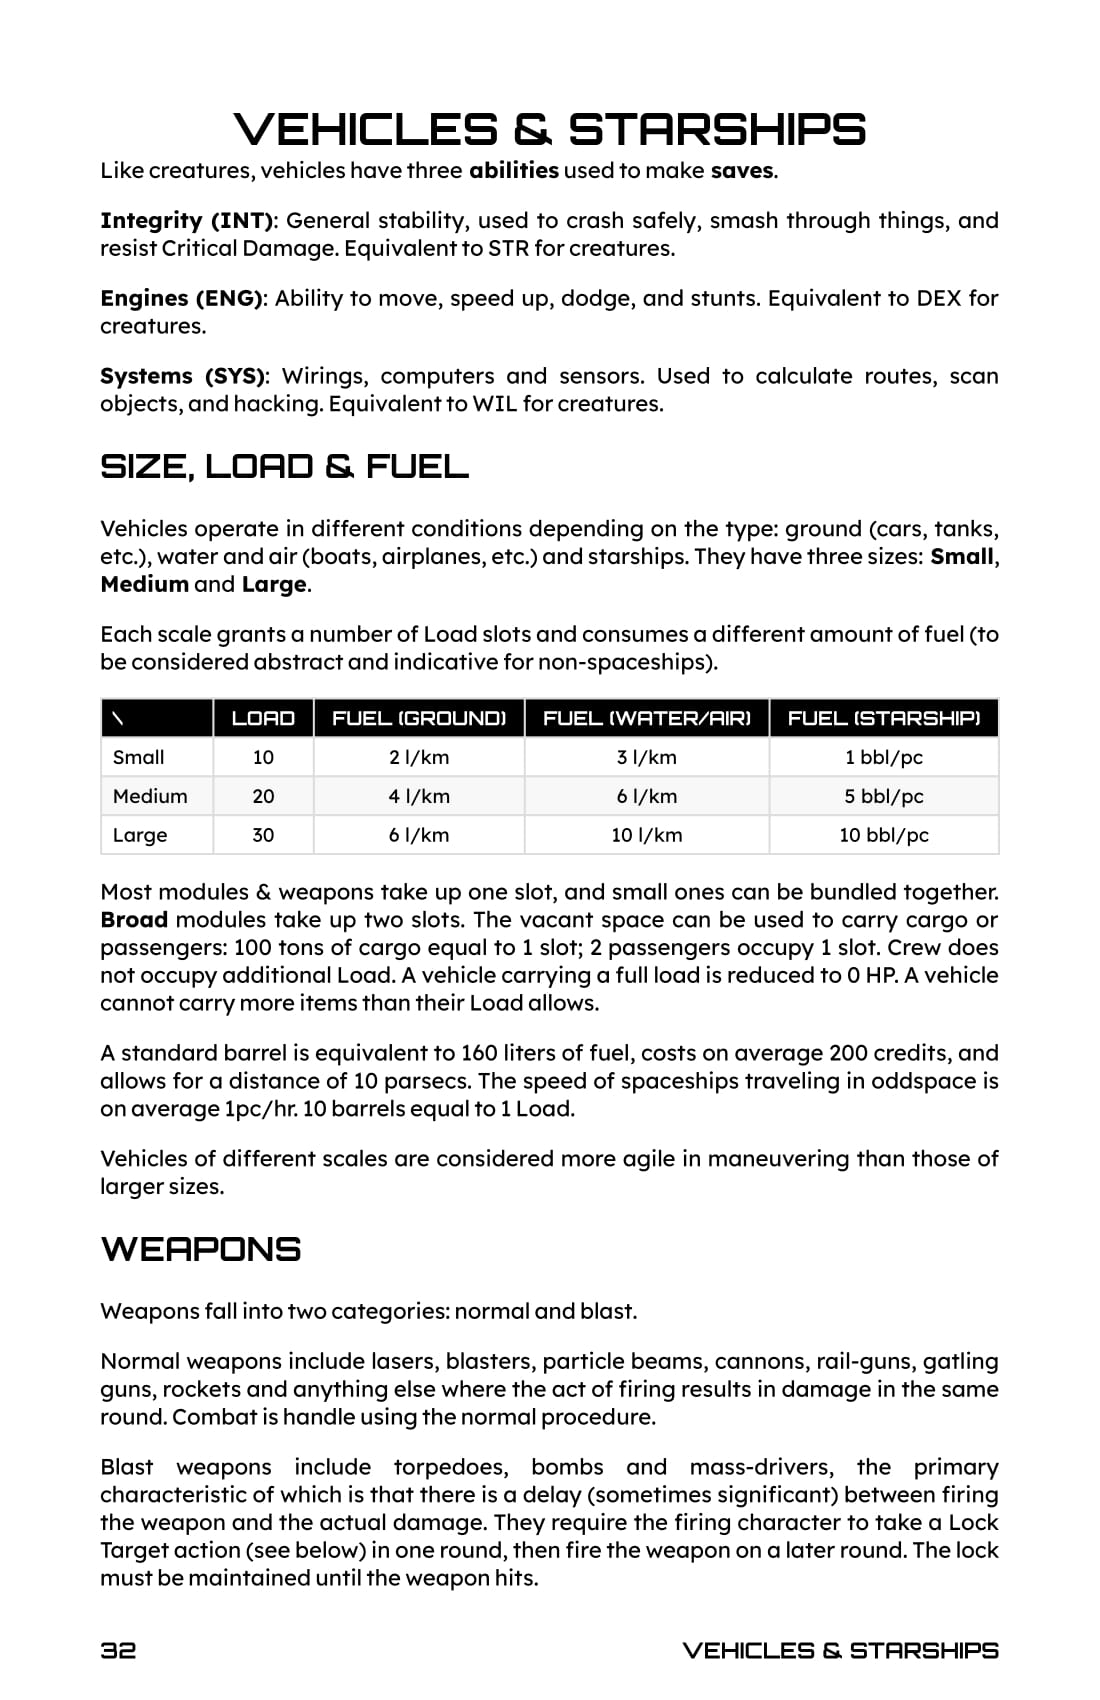 VEHICLES & STARSHIPS
Like creatures, vehicles have three abilities used to make saves.
Integrity (INT): General stability, used to crash safely, smash through things, and
resist Critical Damage. Equivalent to STR for creatures.
Engines (ENG): Ability to move, speed up, dodge, and stunts. Equivalent to DEX for
creatures.
Systems (SYS): Wirings, computers and sensors. Used to calculate routes, scan
objects, and hacking. Equivalent to WIL for creatures.
SIZE, LOAD & FUEL
Vehicles operate in different conditions depending on the type: ground (cars, tanks,
etc.), water and air (boats, airplanes, etc.) and starships. They have three sizes: Small,
Medium and Large.
Each scale grants a number of Load slots and consumes a different amount of fuel (to
be considered abstract and indicative for non-spaceships).
\ LOAD FUEL (GROUND) FUEL (WATER/AIR) FUEL (STARSHIP)
Small 10 2 l/km 3 l/km 1 bbl/pc
Medium 20 4 l/km 6 l/km 5 bbl/pc
Large 30 6 l/km 10 l/km 10 bbl/pc
Most modules & weapons take up one slot, and small ones can be bundled together.
Broad modules take up two slots. The vacant space can be used to carry cargo or
passengers: 100 tons of cargo equal to 1 slot; 2 passengers occupy 1 slot. Crew does
not occupy additional Load. A vehicle carrying a full load is reduced to 0 HP. A vehicle
cannot carry more items than their Load allows.
A standard barrel is equivalent to 160 liters of fuel, costs on average 200 credits, and
allows for a distance of 10 parsecs. The speed of spaceships traveling in oddspace is
on average 1pc/hr. 10 barrels equal to 1 Load.
Vehicles of different scales are considered more agile in maneuvering than those of
larger sizes.
WEAPONS
Weapons fall into two categories: normal and blast.
Normal weapons include lasers, blasters, particle beams, cannons, rail-guns, gatling
guns, rockets and anything else where the act of firing results in damage in the same
round. Combat is handle using the normal procedure.
Blast weapons include torpedoes, bombs and mass-drivers, the primary
characteristic of which is that there is a delay (sometimes significant) between firing
the weapon and the actual damage. They require the firing character to take a Lock
Target action (see below) in one round, then fire the weapon on a later round. The lock
must be maintained until the weapon hits.
32 VEHICLES & STARSHIPS